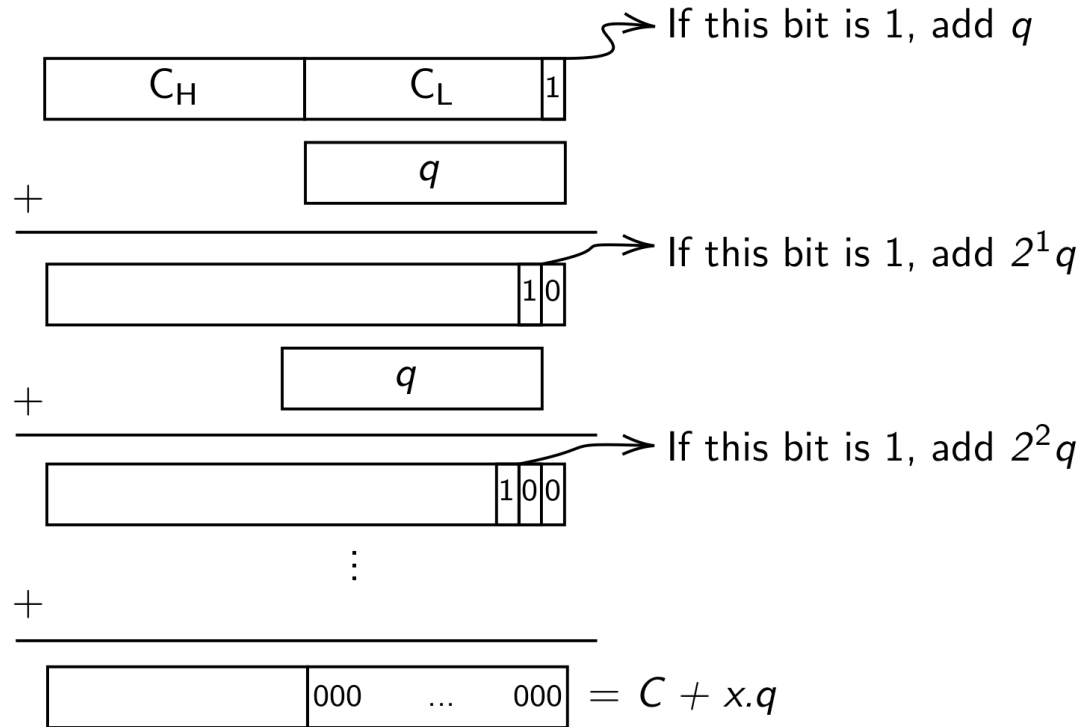 If this bit is 1, add q
C_H C_L 1
q
+
If this bit is 1, add 2^1q
1 0
q
+
If this bit is 1, add 2^2q
1 0 0
⋮
+
000 ... 000 = C + x.q